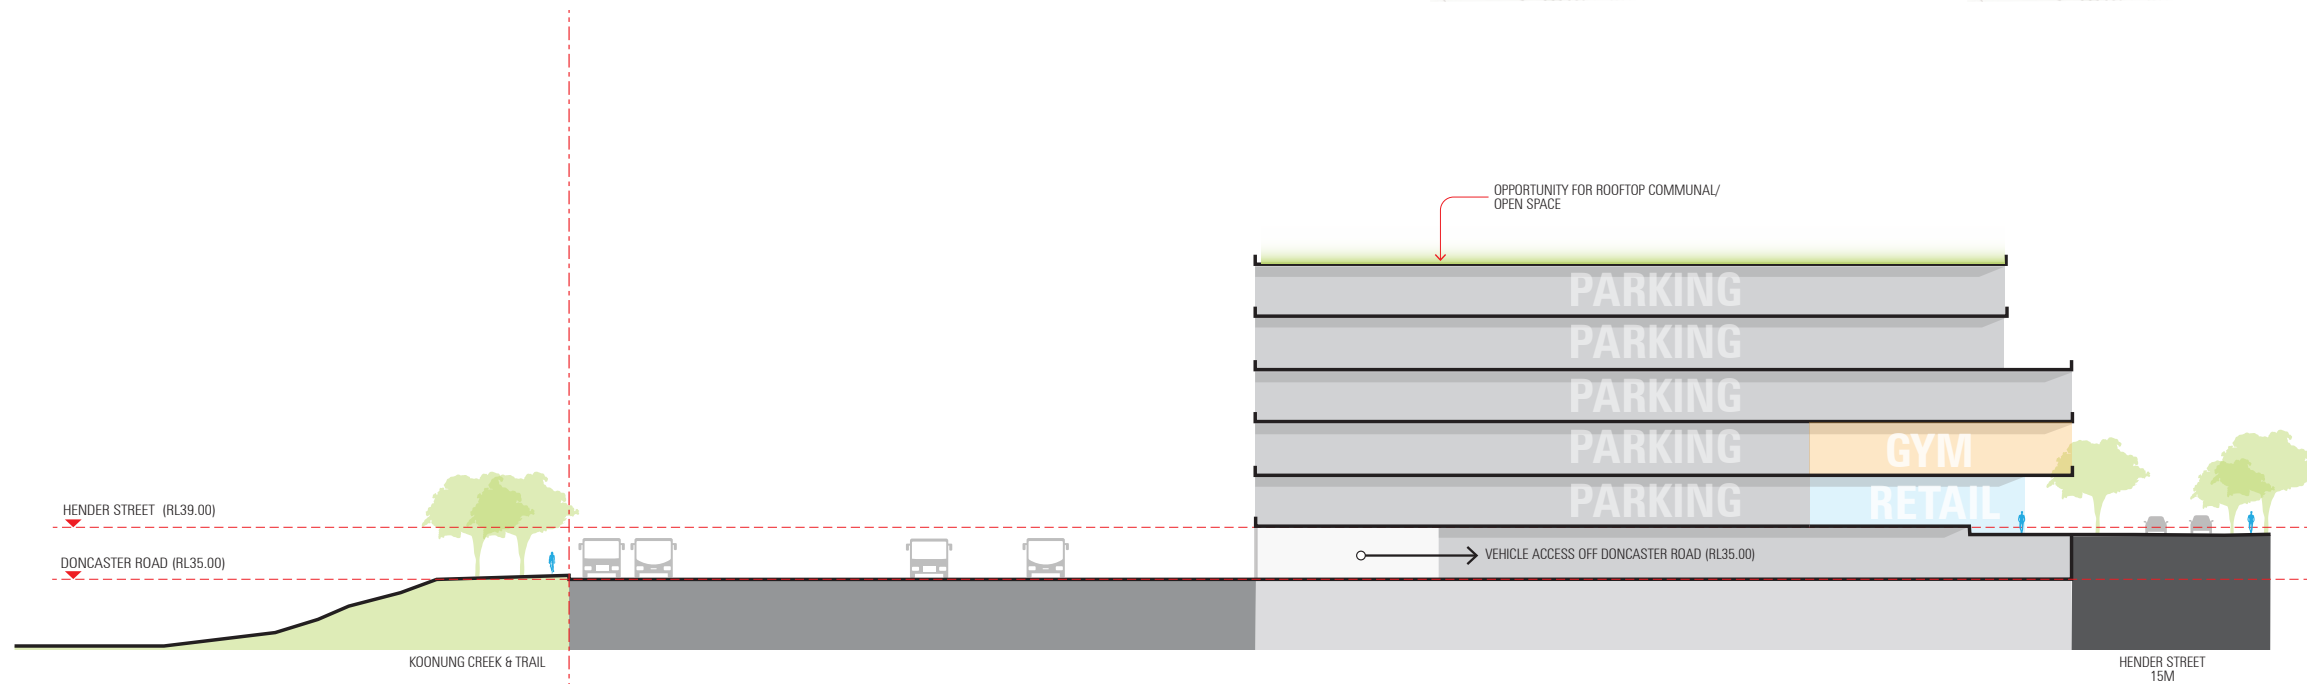 OPPORTUNITY FOR ROOFTOP COMMUNAL/
OPEN SPACE
PARKING
PARKING
PARKING
PARKING
GYM
PARKING
RETAIL
HENDER STREET (RL39.00)
DONCASTER ROAD (RL35.00)
VEHICLE ACCESS OFF DONCASTER ROAD (RL35.00)
KOONUNG CREEK & TRAIL
HENDER STREET
15M